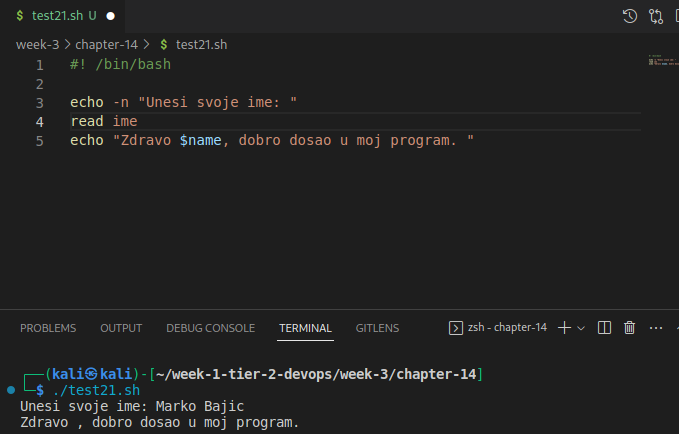 $ test21.sh U ●
week-3 > chapter-14 > $ test21.sh
1 #! /bin/bash
2
3 echo -n "Unesi svoje ime: "
4 read ime
5 echo "Zdravo $name, dobro dosao u moj program. "
PROBLEMS OUTPUT DEBUG CONSOLE TERMINAL GITLENS zsh - chapter-14
┌──(kali㉿kali)-[~/week-1-tier-2-devops/week-3/chapter-14]
└─$ ./test21.sh
Unesi svoje ime: Marko Bajic
Zdravo , dobro dosao u moj program.